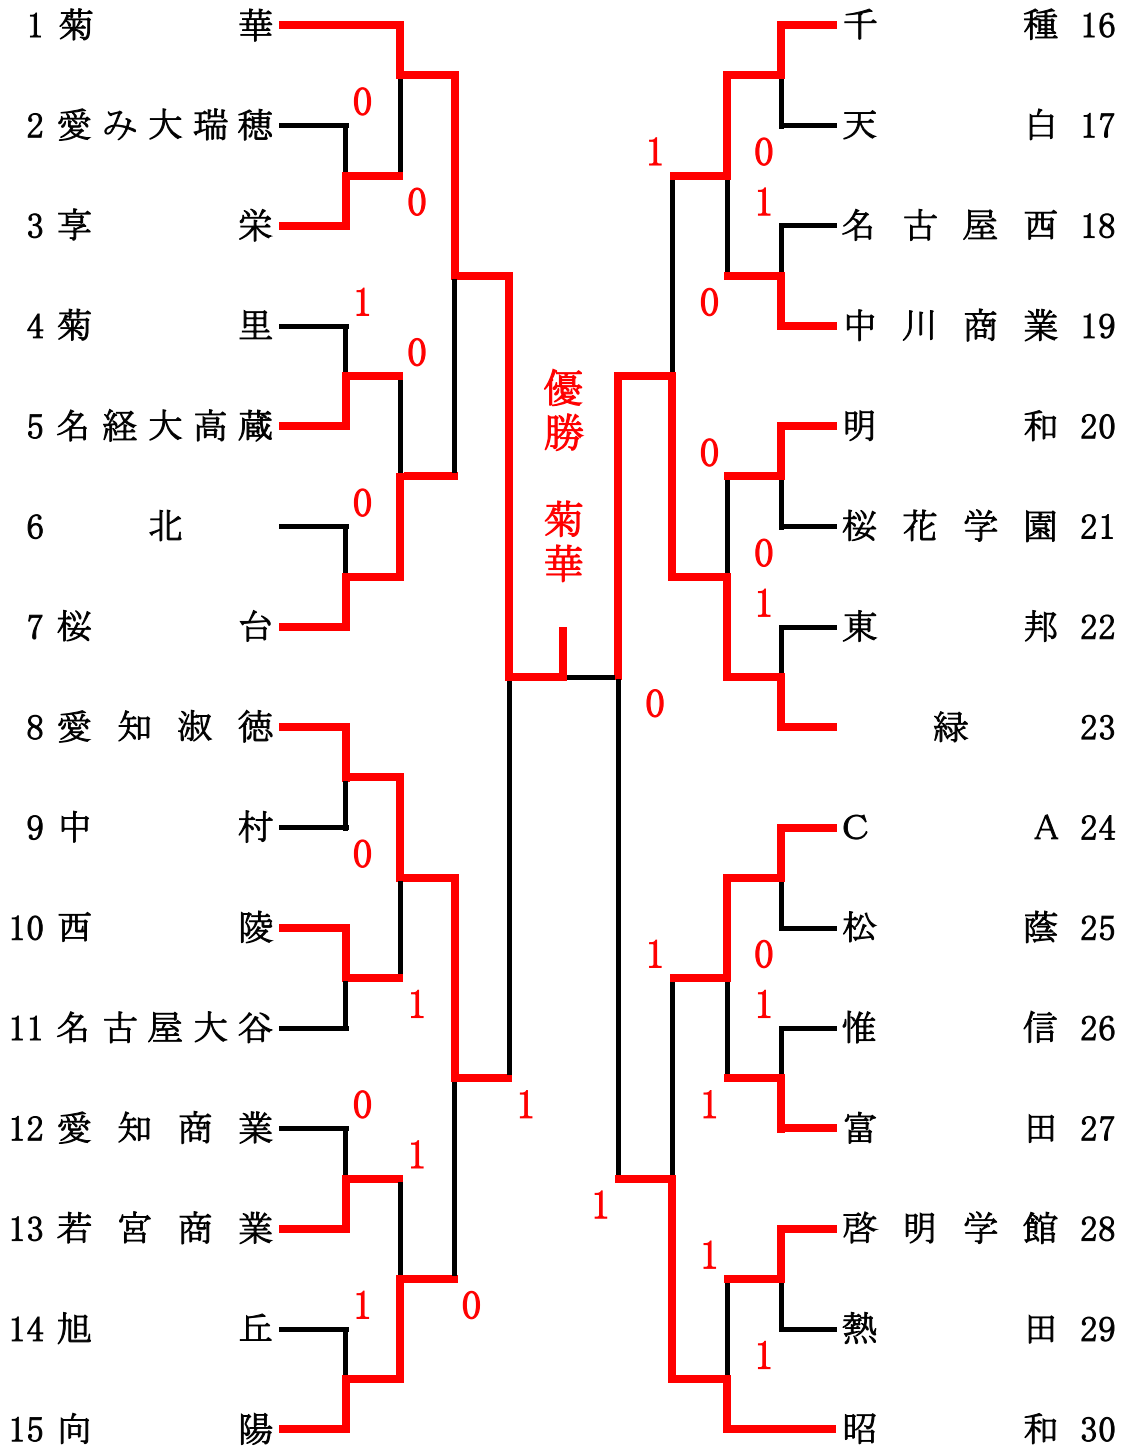 1 菊華
0
2 愛み大瑞穂
0
3 享栄
1
4 菊里
0
5 名経大高蔵
0
6 北
7 桜台
8 愛知淑徳
9 中村
0
10 西陵
1
11 名古屋大谷
1
0
12 愛知商業
1
13 若宮商業
1
0
14 旭丘
15 向陽
優勝 菊華
千種 16
天白 17
1
0
1
名古屋西 18
0
中川商業 19
明和 20
0
桜花学園 21
0
1
東邦 22
0
緑 23
CA 24
松蔭 25
1
0
1
惟信 26
1
富田 27
1
啓明学館 28
1
熱田 29
1
昭和 30